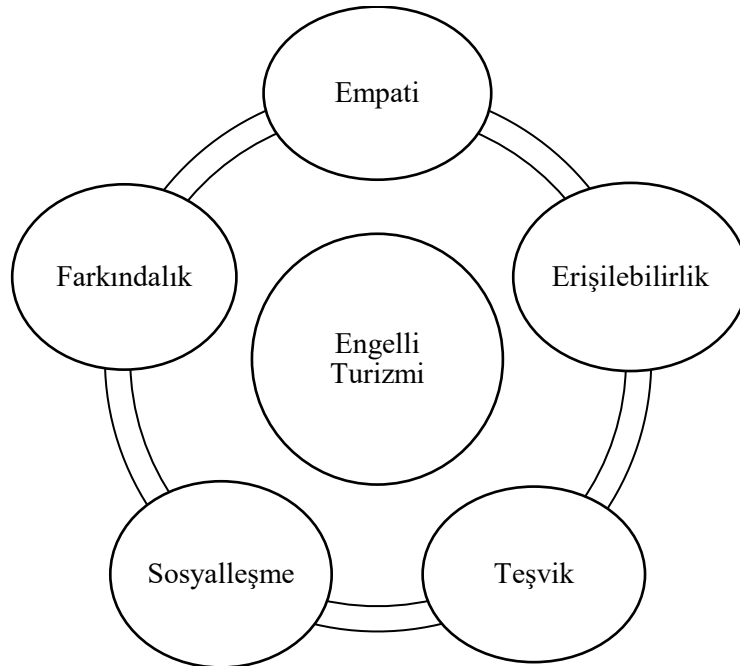 Empati
Farkındalık
Erişilebilirlik
Engelli
Turizmi
Sosyalleşme
Teşvik